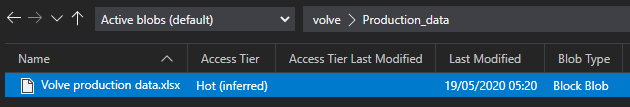 Active blobs (default) volve Production_data
Name Access Tier Access Tier Last Modified Last Modified Blob Type
Volve production data.xlsx Hot (inferred) 19/05/2020 05:20 Block Blob